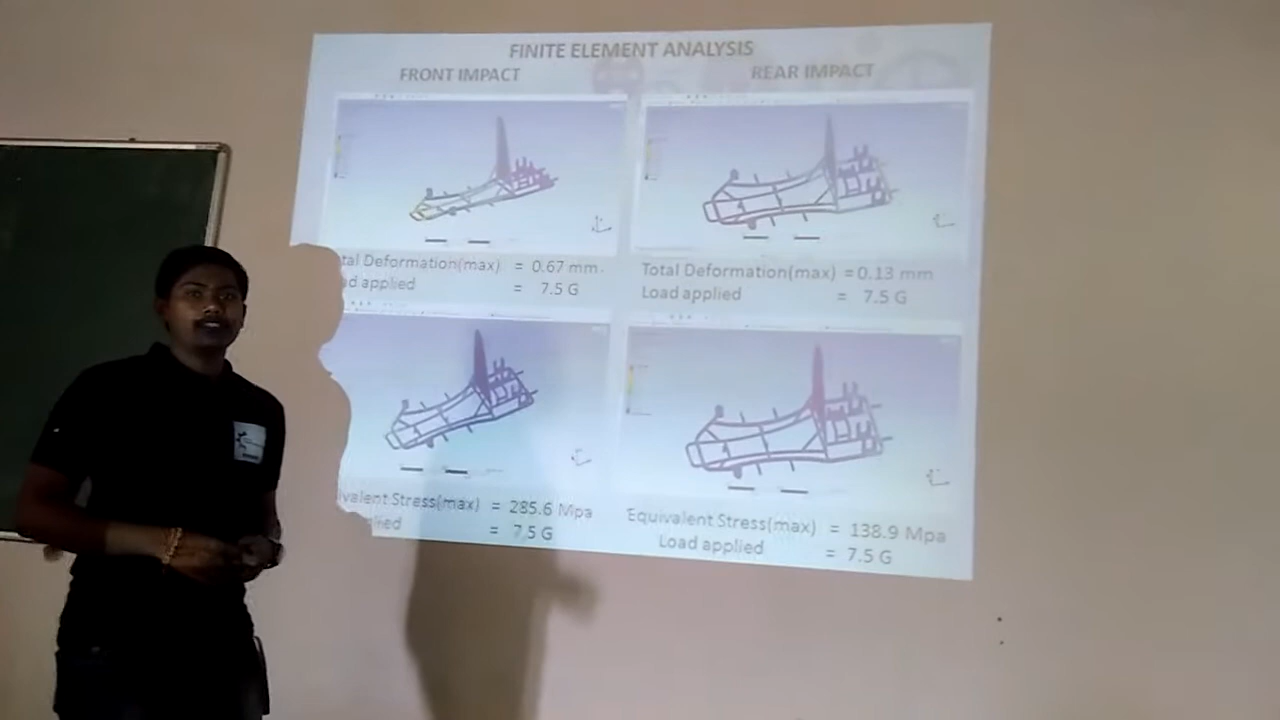 FINITE ELEMENT ANALYSIS
FRONT IMPACT
REAR IMPACT
tal Deformation(max) = 0.67 mm.
ad applied = 7.5 G
Total Deformation(max) =0.13 mm
Load applied = 7.5 G
ivalent Stress(max) = 285.6 Mpa
lied = 7.5 G
Equivalent Stress(max) = 138.9 Mpa
Load applied = 7.5 G